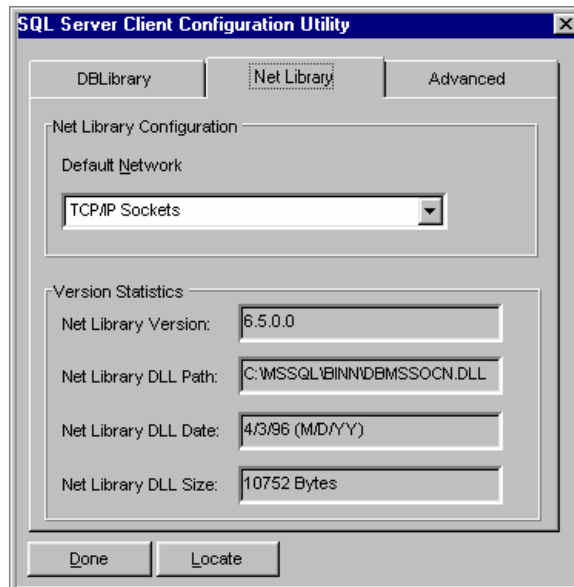 SQL Server Client Configuration Utility
DBLibrary
Net Library
Advanced
Net Library Configuration
Default Network
TCP/IP Sockets
Version Statistics
Net Library Version: 6.5.0.0
Net Library DLL Path: C:\MSSQL\BINN\DBMSSOCN.DLL
Net Library DLL Date: 4/3/96 (M/D/YY)
Net Library DLL Size: 10752 Bytes
Done
Locate